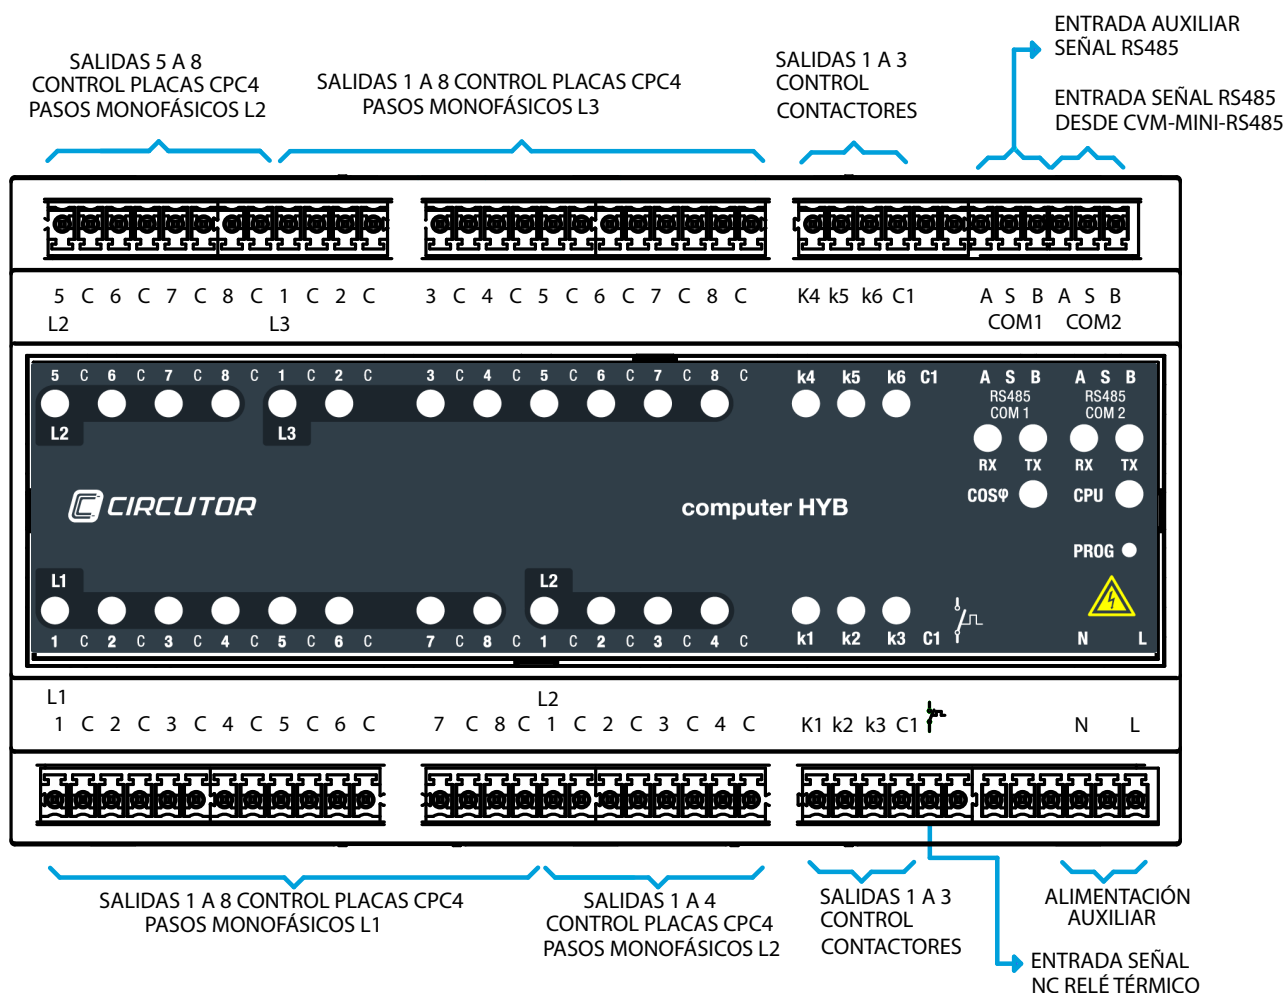 ENTRADA AUXILIAR
SEÑAL RS485
SALIDAS 5 A 8
CONTROL PLACAS CPC4
PASOS MONOFÁSICOS L2
SALIDAS 1 A 8 CONTROL PLACAS CPC4
PASOS MONOFÁSICOS L3
SALIDAS 1 A 3
CONTROL
CONTACTORES
ENTRADA SEÑAL RS485
DESDE CVM-MINI-RS485
5 C 6 C 7 C 8 C 1 C 2 C 3 C 4 C 5 C 6 C 7 C 8 C K4 k5 k6 C1 A S B A S B
L2 L3 COM1 COM2
5 C 6 C 7 C 8 C 1 C 2 C 3 C 4 C 5 C 6 C 7 C 8 C k4 k5 k6 C1 A S B A S B
RS485 RS485
COM 1 COM 2
L2 L3
RX TX RX TX
COSφ CPU
CIRCUTOR computer HYB
PROG
L1 L2
1 C 2 C 3 C 4 C 5 C 6 C 7 C 8 C 1 C 2 C 3 C 4 C k1 k2 k3 C1 N L
L1 L2
1 C 2 C 3 C 4 C 5 C 6 C 7 C 8 C 1 C 2 C 3 C 4 C K1 k2 k3 C1 N L
SALIDAS 1 A 8 CONTROL PLACAS CPC4
PASOS MONOFÁSICOS L1
SALIDAS 1 A 4
CONTROL PLACAS CPC4
PASOS MONOFÁSICOS L2
SALIDAS 1 A 3
CONTROL
CONTACTORES
ALIMENTACIÓN
AUXILIAR
ENTRADA SEÑAL
NC RELÉ TÉRMICO